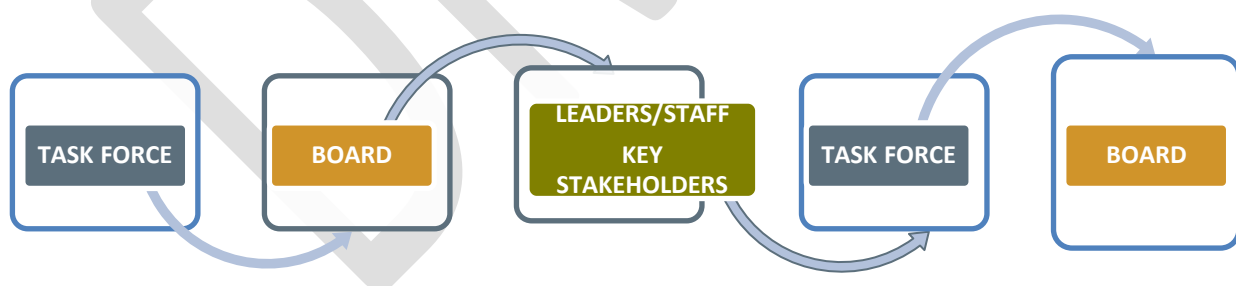 TASK FORCE
BOARD
LEADERS/STAFF
KEY
STAKEHOLDERS
TASK FORCE
BOARD